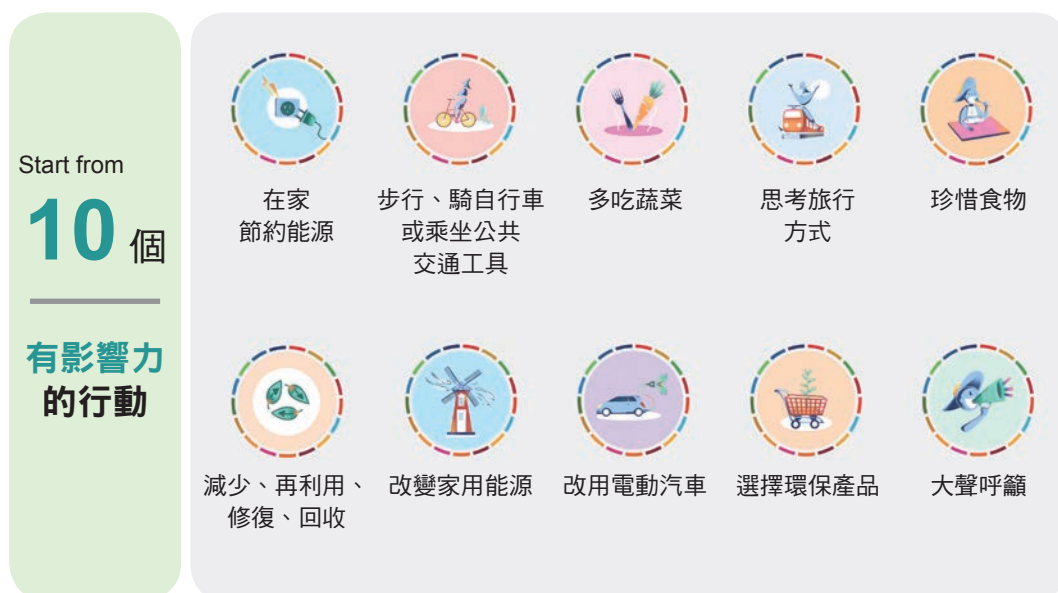 Start from
10 個
有影響力
的行動
在家
節約能源
步行、騎自行車
或乘坐公共
交通工具
多吃蔬菜
思考旅行
方式
珍惜食物
減少、再利用、
修復、回收
改變家用能源
改用電動汽車
選擇環保產品
大聲呼籲